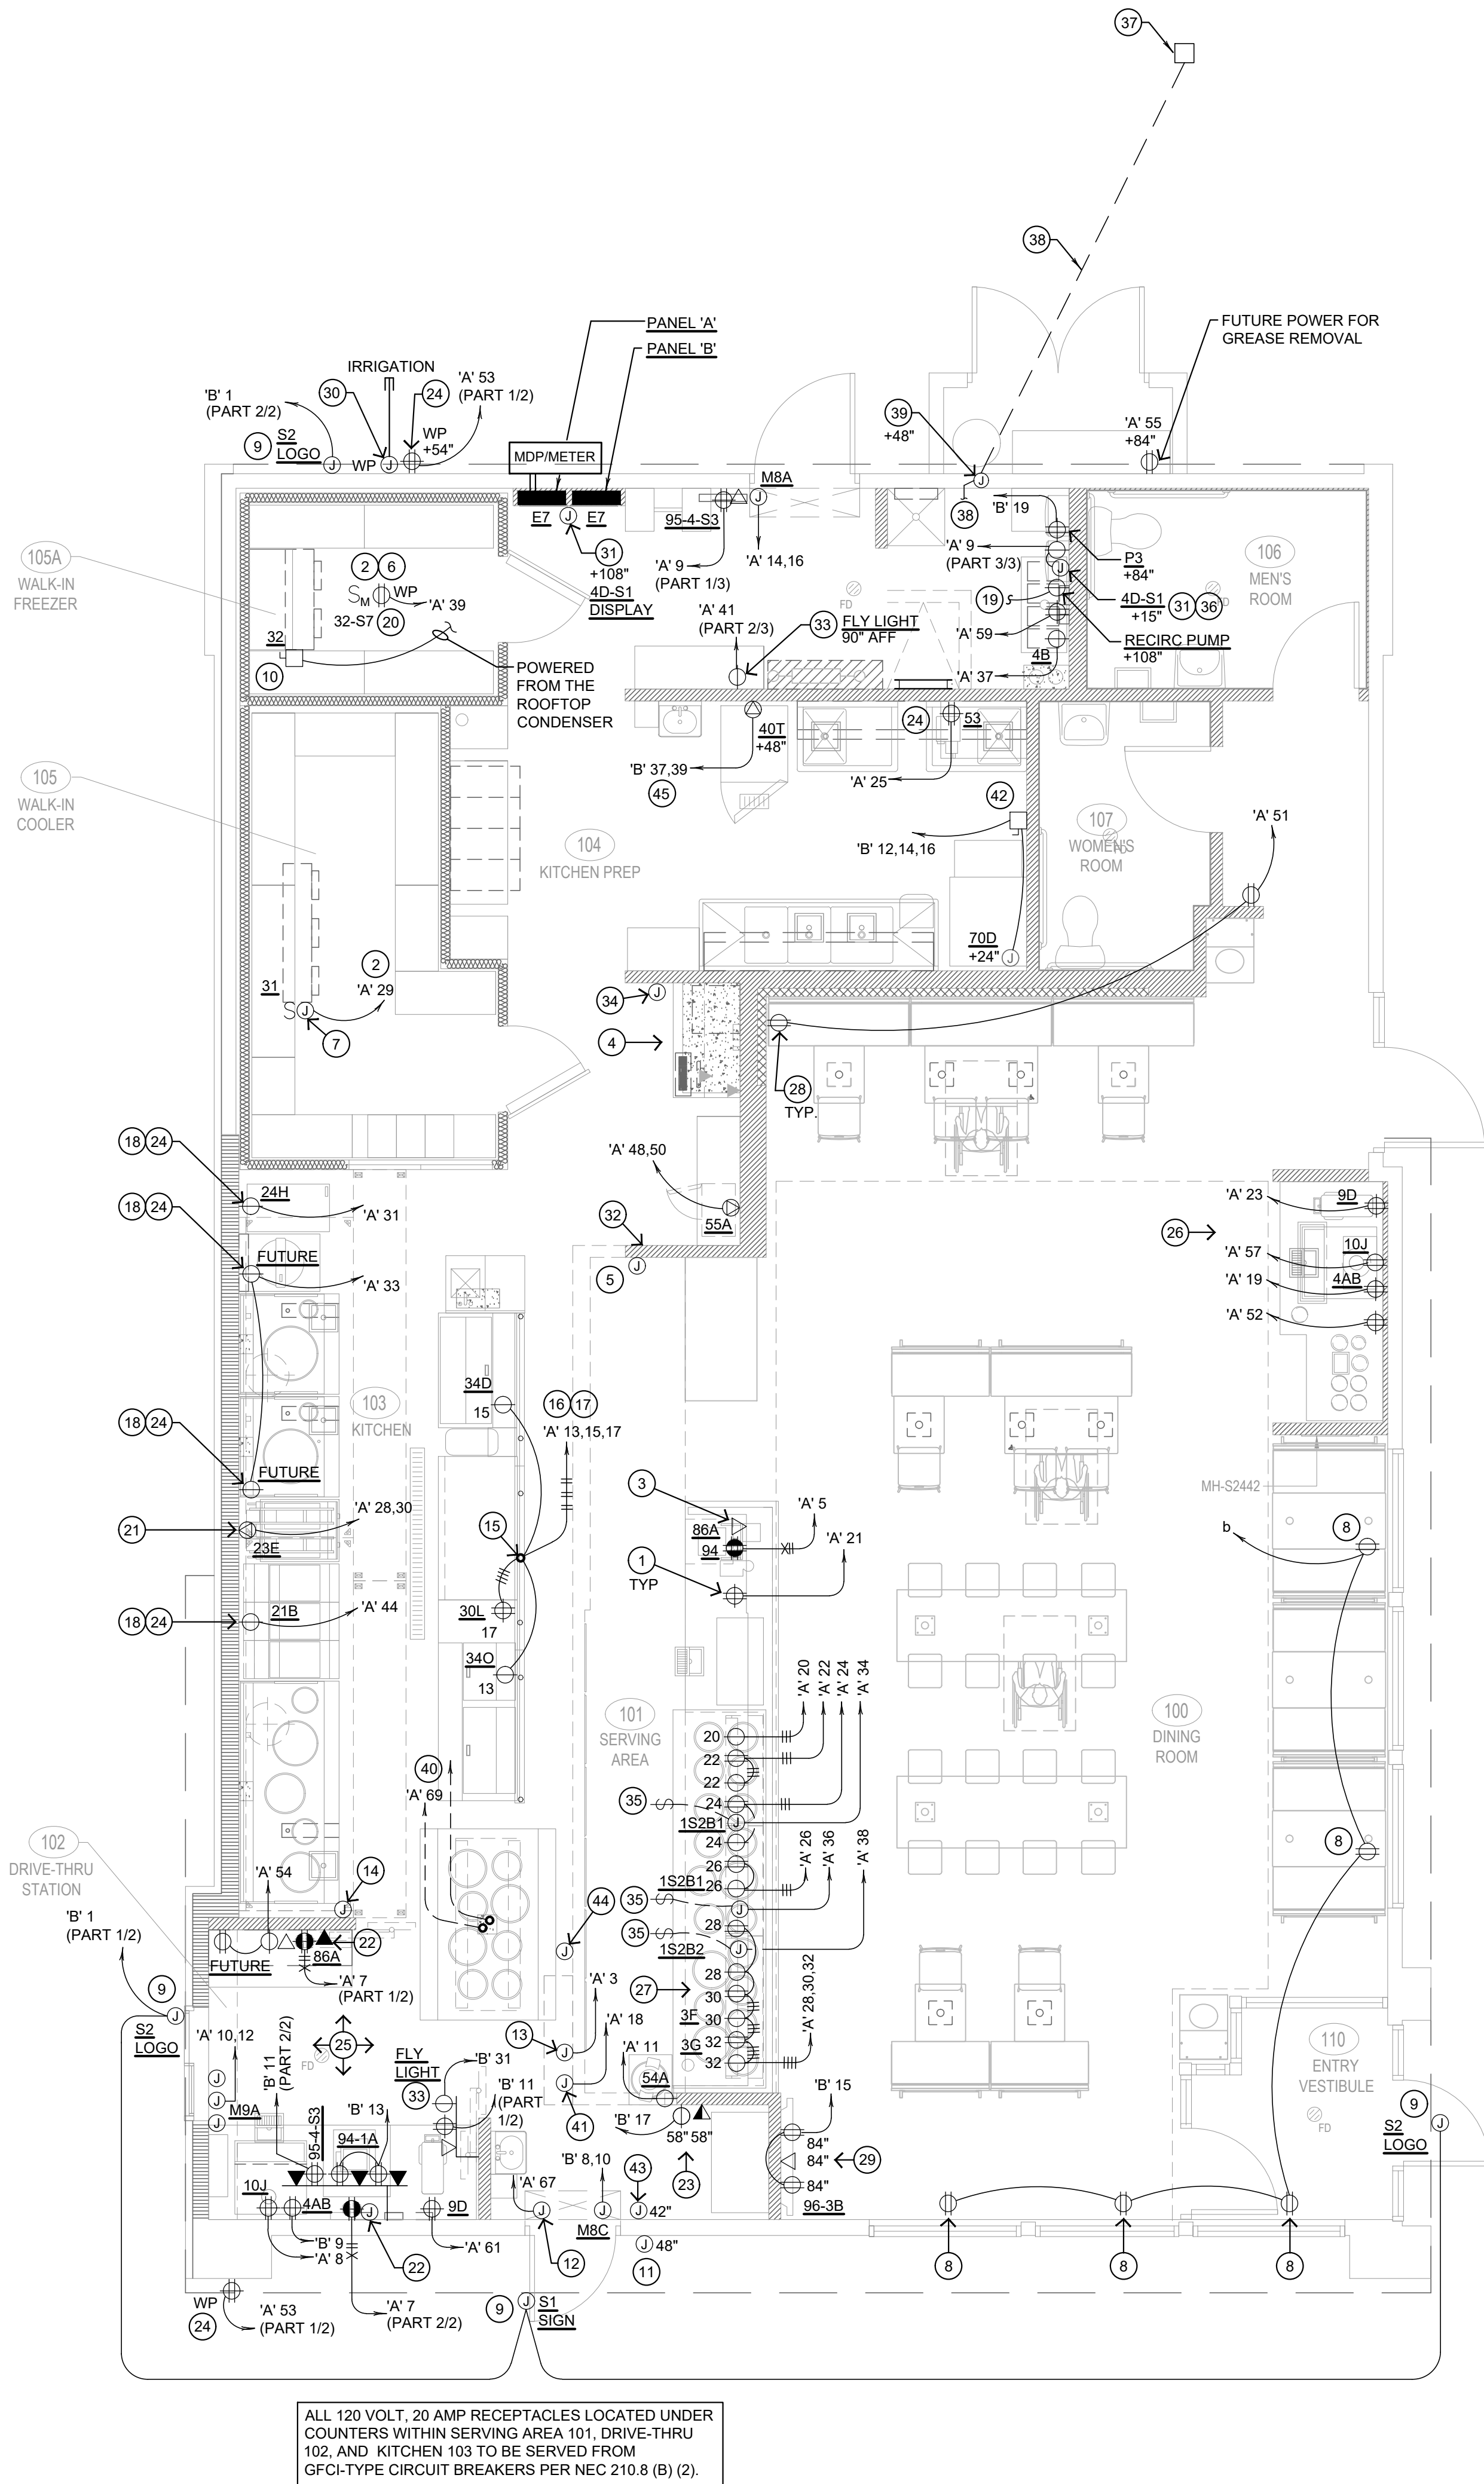 37
38
FUTURE POWER FOR
GREASE REMOVAL
PANEL 'A'
PANEL 'B'
IRRIGATION
30
24
'A' 53
(PART 1/2)
'B' 1
(PART 2/2)
9
S2
LOGO
WP
WP
+54"
MDP/METER
39
+48"
'A' 55
+84"
M8A
E7
E7
95-4-S3
38
'B' 19
31
+108"
4D-S1
DISPLAY
'A' 9
(PART 1/3)
'A' 14,16
'A' 9
(PART 3/3)
P3
+84"
106
MEN'S
ROOM
105A
WALK-IN
FREEZER
2
6
WP
SM
32-S7
20
'A' 39
32
10
POWERED
FROM THE
ROOFTOP
CONDENSER
'A' 41
(PART 2/3)
33
FLY LIGHT
90" AFF
FD
19
'A' 59
4B
'A' 37
4D-S1
+15"
31
36
FD
RECIRC PUMP
+108"
40T
+48"
24
53
'B' 37,39
45
'A' 25
105
WALK-IN
COOLER
42
107
WOMEN'S
ROOM
FD
'A' 51
104
KITCHEN PREP
'B' 12,14,16
70D
+24"
J
2
'A' 29
31
S
J
7
34
J
4
28
TYP.
18
24
24H
'A' 31
'A' 48,50
55A
18
24
FUTURE
'A' 33
32
5
J
26
'A' 23
9D
'A' 57
10J
'A' 19
4AB
'A' 52
34D
15
103
KITCHEN
16
17
'A' 13,15,17
18
24
FUTURE
MH-S2442
'A' 28,30
21
23E
15
3
86A
94
'A' 5
'A' 21
1
TYP
b
8
18
24
21B
'A' 44
30L
17
34O
13
'A' 20
'A' 22
'A' 24
'A' 34
101
SERVING
AREA
100
DINING
ROOM
20
22
22
40
'A' 69
35
24
1S2B1
J
24
'A' 26
'A' 36
'A' 38
8
102
DRIVE-THRU
STATION
26
1S2B1
26
35
J
'A' 54
14
J
44
J
28
35
1S2B2
J
'B' 1
(PART 1/2)
FUTURE
86A
22
'A' 7
(PART 1/2)
28
27
30
3F
30
'A' 28,30,32
9
J
S2
LOGO
'A' 10,12
25
FD
'B' 11
(PART 2/2)
FLY
LIGHT
33
'B' 31
13
J
'A' 3
'A' 18
'A' 11
32
3G
32
110
ENTRY
VESTIBULE
J
J
J
M9A
95-4-S3
94-1A
'B' 13
'B' 11
(PART
1/2)
J
41
54A
'B' 17
58"
58"
23
'B' 15
84"
84"
84"
29
96-3B
FD
9
J
S2
LOGO
10J
4AB
J
9D
'A' 67
J
'B' 8,10
J
M8C
43
J
42"
'B' 9
'A' 8
22
'A' 61
12
J
48"
11
8
8
8
WP
24
'A' 53
(PART 1/2)
'A' 7
(PART 2/2)
9
J
S1
SIGN
ALL 120 VOLT, 20 AMP RECEPTACLES LOCATED UNDER
COUNTERS WITHIN SERVING AREA 101, DRIVE-THRU
102, AND KITCHEN 103 TO BE SERVED FROM
GFCI-TYPE CIRCUIT BREAKERS PER NEC 210.8 (B) (2).